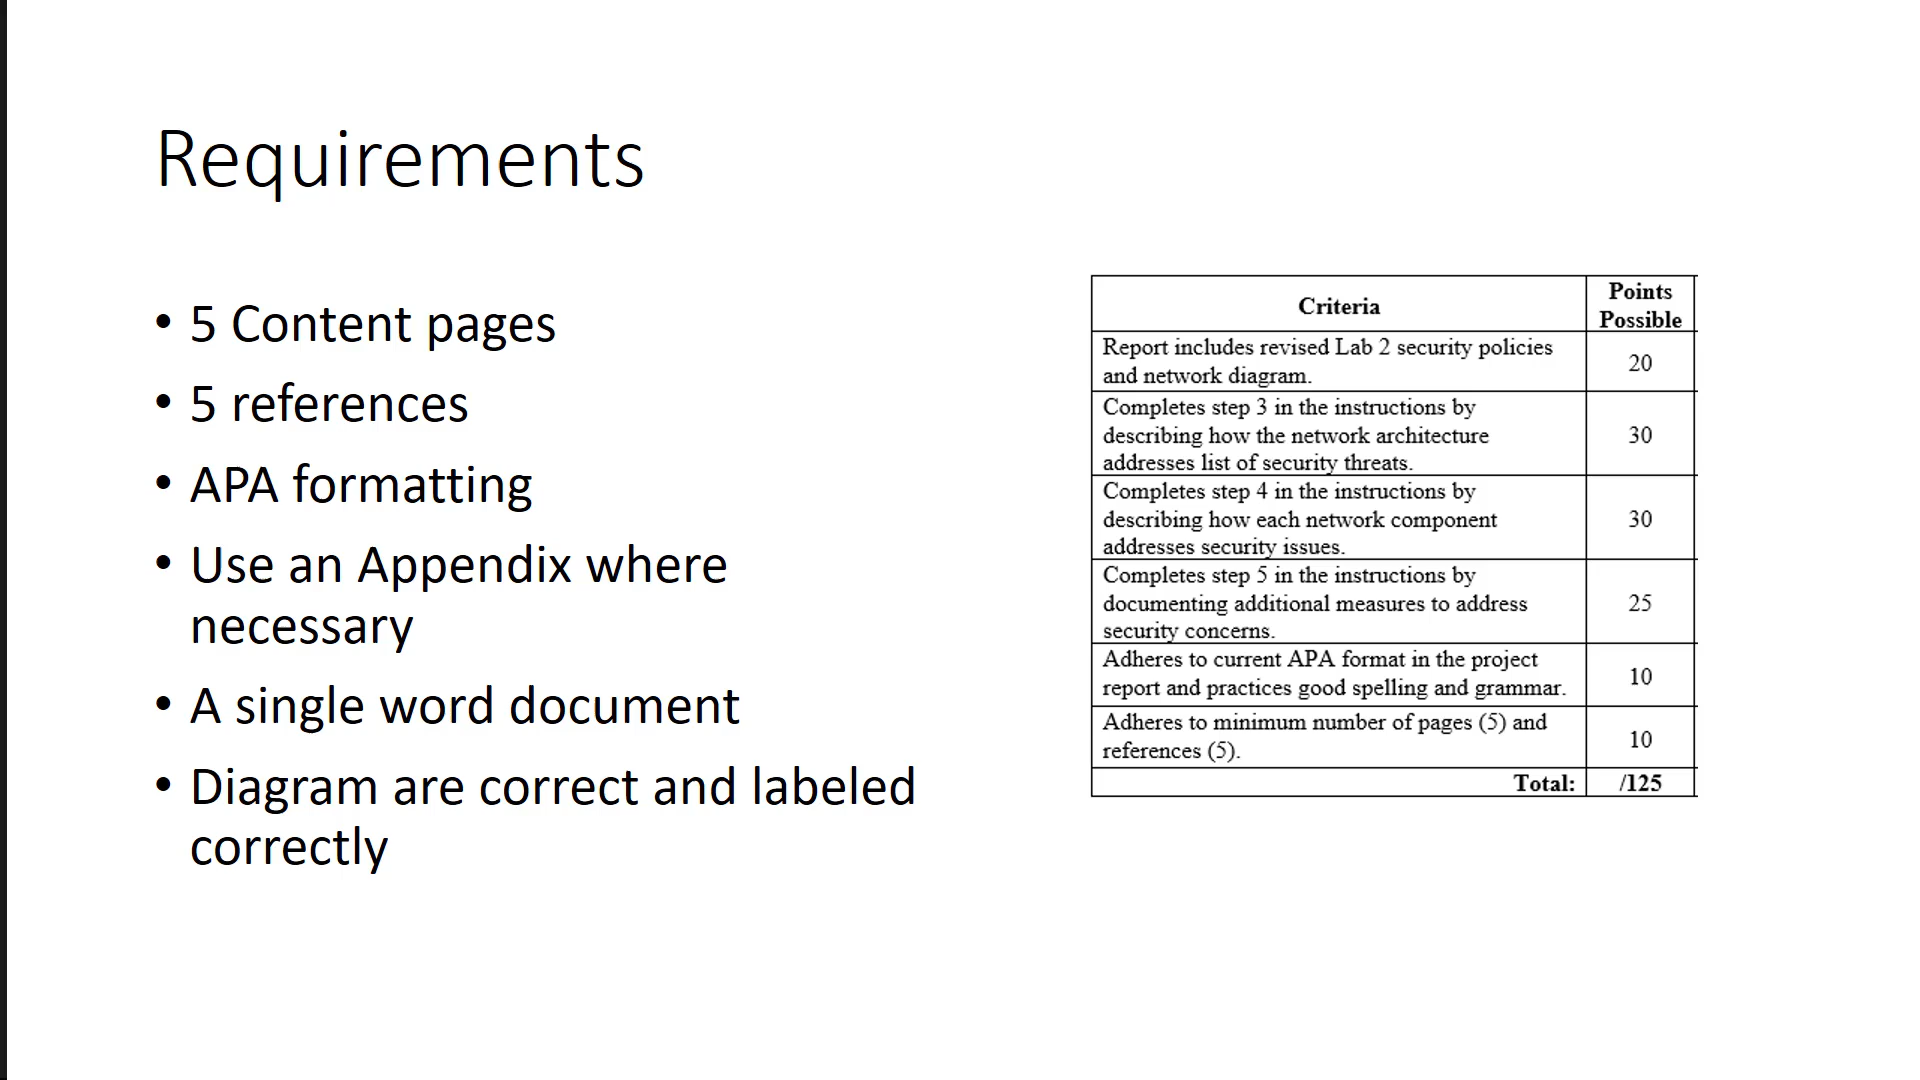 Requirements
• 5 Content pages
• 5 references
• APA formatting
• Use an Appendix where
necessary
• A single word document
• Diagram are correct and labeled
correctly
Criteria
Points
Possible
Report includes revised Lab 2 security policies
and network diagram.
20
Completes step 3 in the instructions by
describing how the network architecture
addresses list of security threats.
30
Completes step 4 in the instructions by
describing how each network component
addresses security issues.
30
Completes step 5 in the instructions by
documenting additional measures to address
security concerns.
25
Adheres to current APA format in the project
report and practices good spelling and grammar.
10
Adheres to minimum number of pages (5) and
references (5).
10
Total:
/125